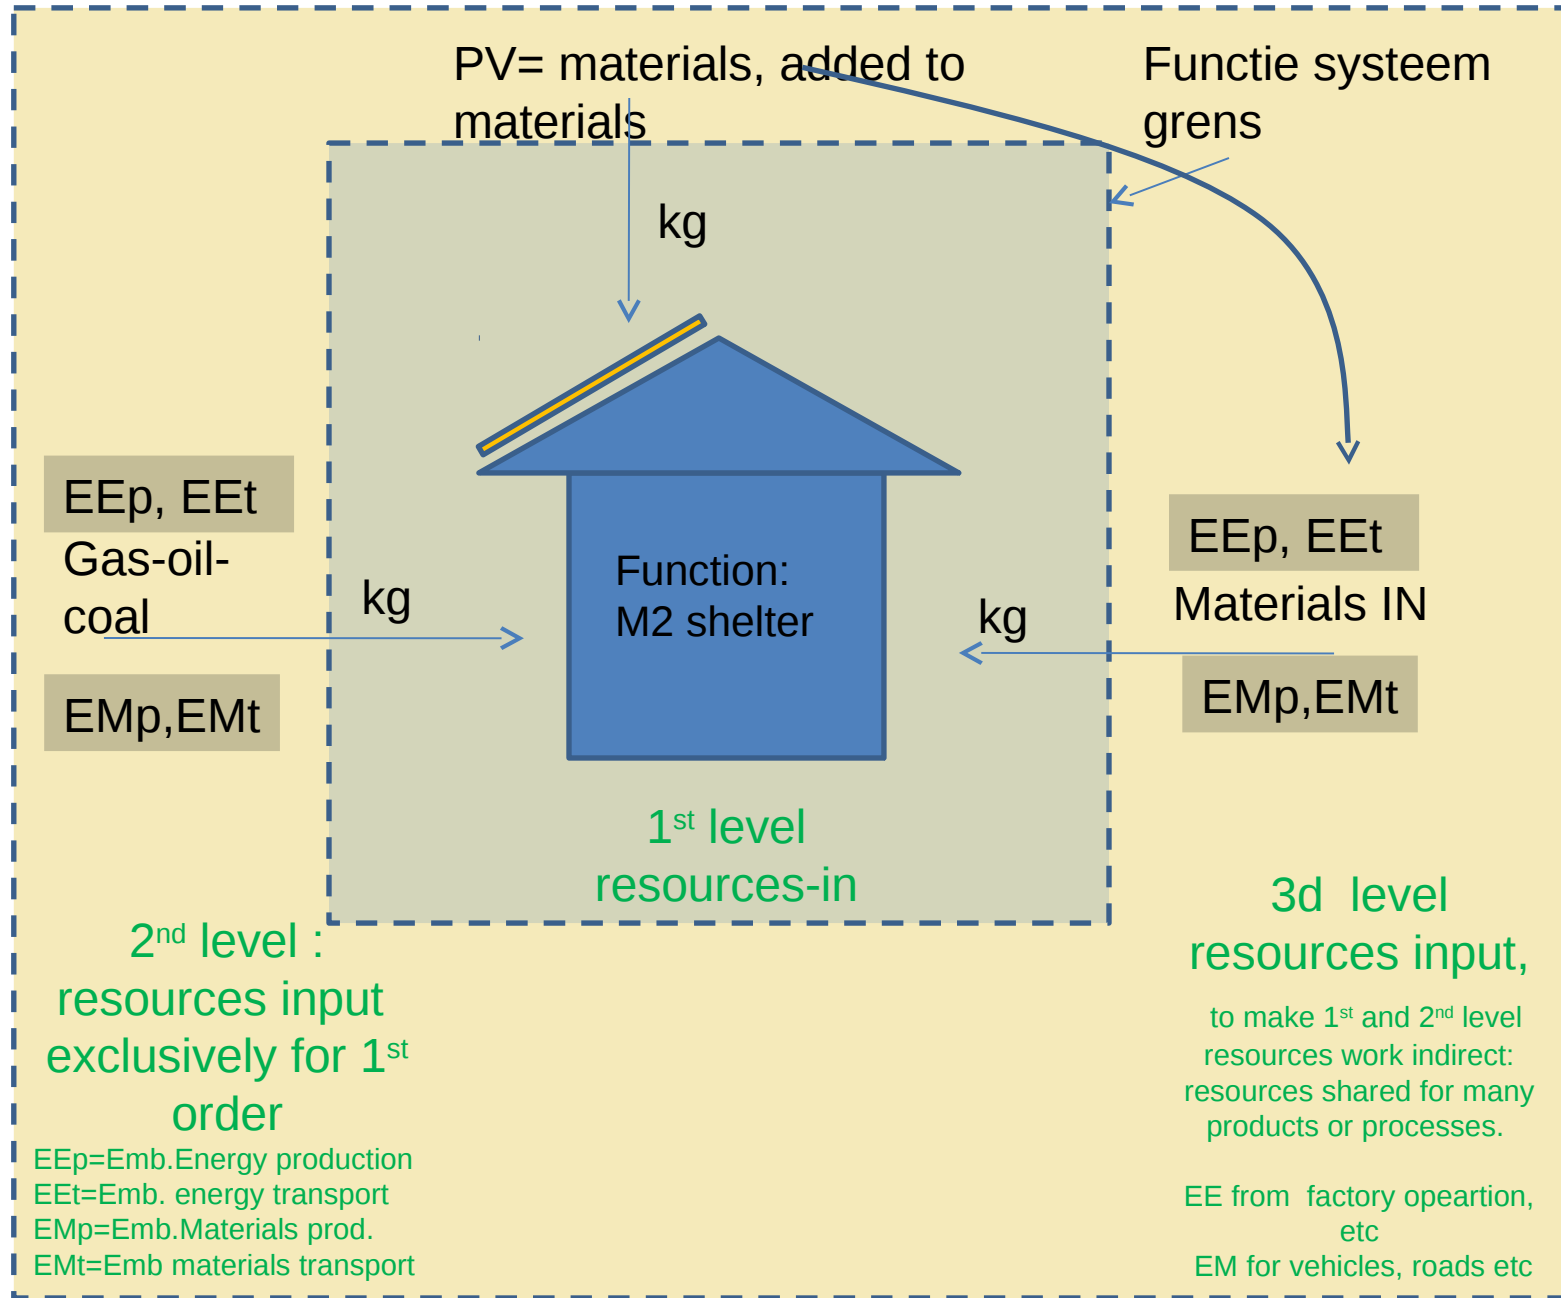 PV= materials, added to
materials
Functie systeem
grens
kg
EEp, EEt
Gas-oil-
coal
kg
EMp,EMt
Function:
M2 shelter
kg
EEp, EEt
Materials IN
EMp,EMt
1st level
resources-in
2nd level :
resources input
exclusively for 1st
order
EEp=Emb.Energy production
EEt=Emb. energy transport
EMp=Emb.Materials prod.
EMt=Emb materials transport
3d level
resources input,
to make 1st and 2nd level
resources work indirect:
resources shared for many
products or processes.
EE from factory opeartion,
etc
EM for vehicles, roads etc